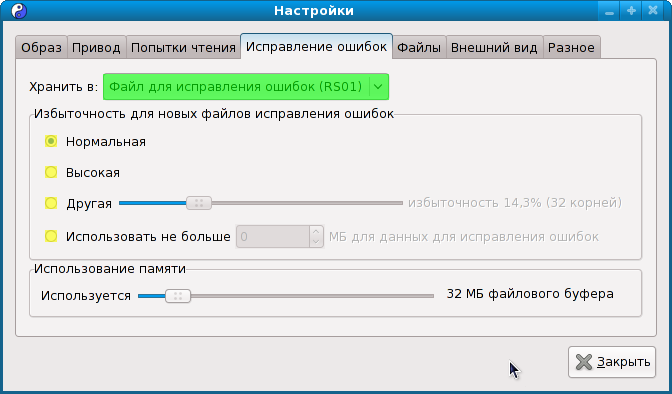 Настройки
Образ Привод Попытки чтения Исправление ошибок Файлы Внешний вид Разное
Хранить в: Файл для исправления ошибок (RS01)
Избыточность для новых файлов исправления ошибок
Нормальная
Высокая
Другая избыточность 14,3% (32 корней)
Использовать не больше 0 МБ для данных для исправления ошибок
Использование памяти
Используется 32 МБ файлового буфера
Закрыть